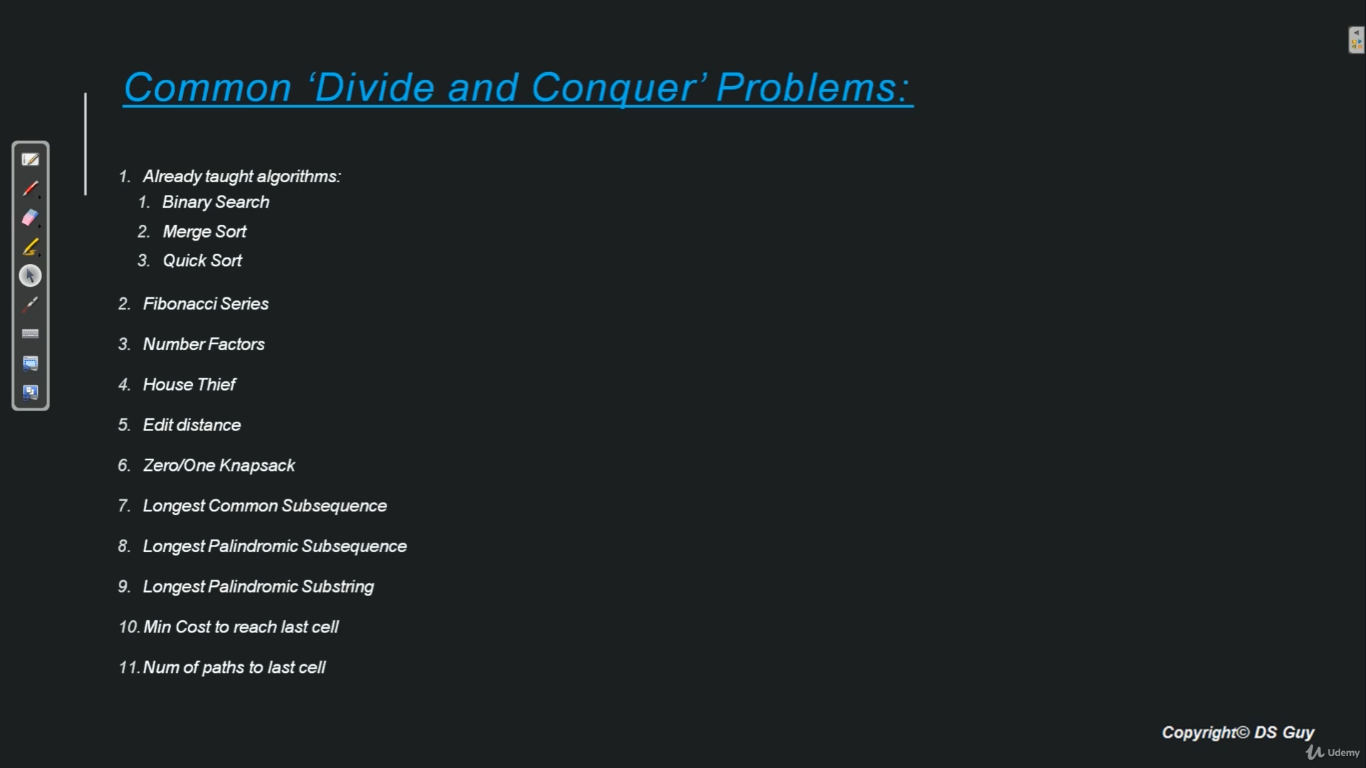 Common ‘Divide and Conquer’ Problems:
1. Already taught algorithms:
1. Binary Search
2. Merge Sort
3. Quick Sort
2. Fibonacci Series
3. Number Factors
4. House Thief
5. Edit distance
6. Zero/One Knapsack
7. Longest Common Subsequence
8. Longest Palindromic Subsequence
9. Longest Palindromic Substring
10. Min Cost to reach last cell
11. Num of paths to last cell
Copyright© DS Guy
Udemy